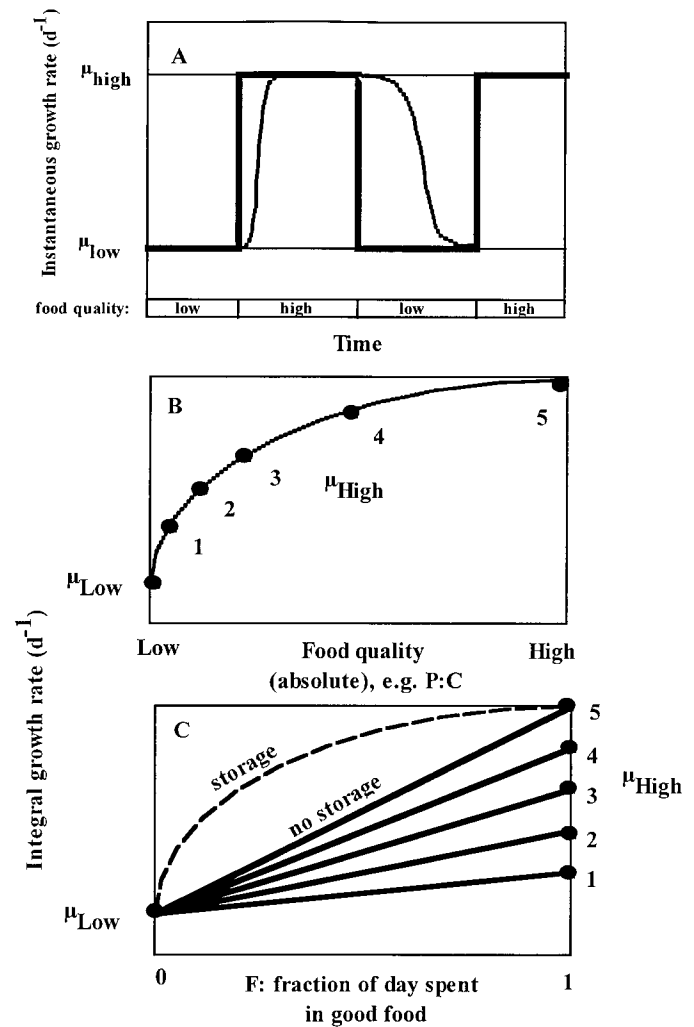 Instantaneous growth rate (d-1)
A
μhigh
μlow
food quality: low high low high
Time
B
5
4
3
μHigh
2
1
μLow
Low Food quality High
(absolute), e.g. P:C
Integral growth rate (d-1)
C
5
storage
4
μHigh
no storage
3
2
1
μLow
0 1
F: fraction of day spent
in good food